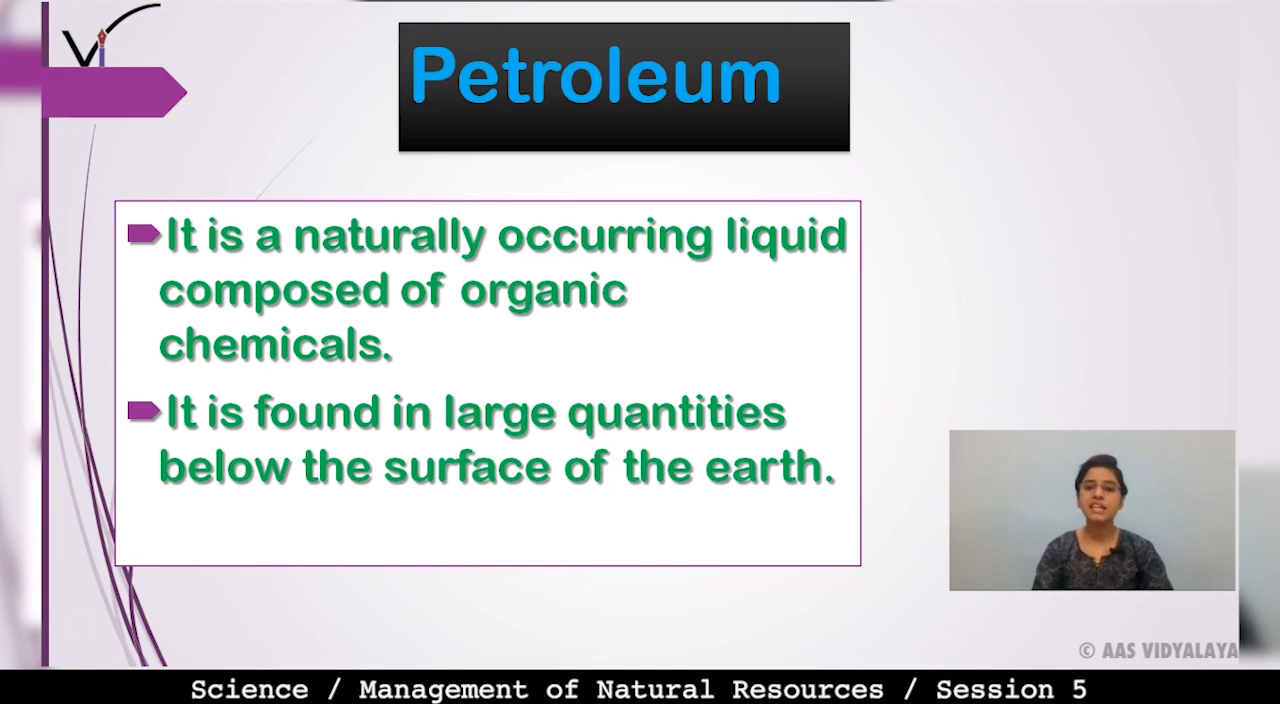 Vi
Petroleum
It is a naturally occurring liquid
composed of organic
chemicals.
It is found in large quantities
below the surface of the earth.
© AAS VIDYALAYA
Science / Management of Natural Resources / Session 5